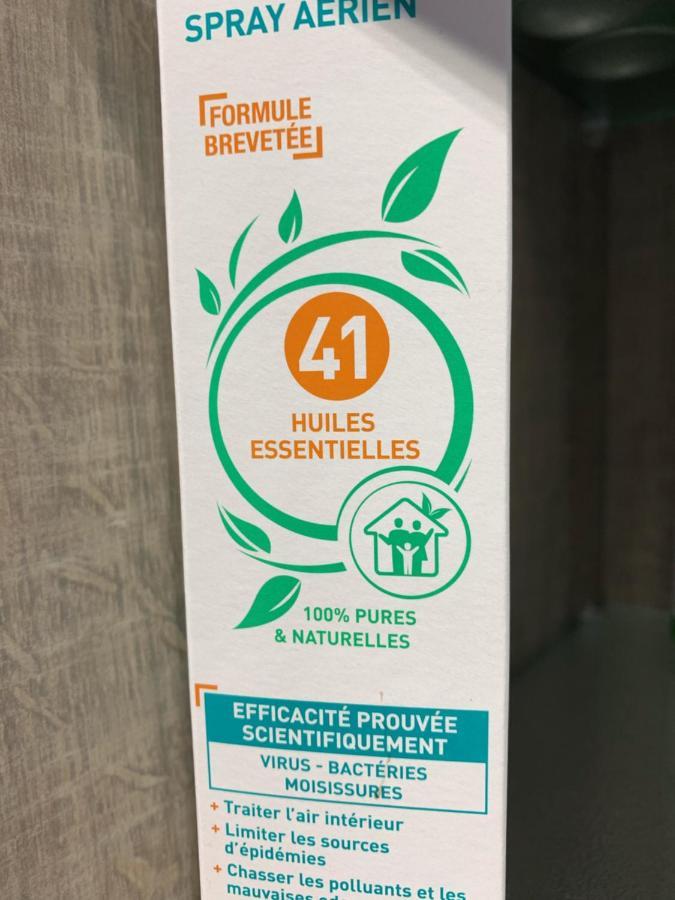 SPRAY AÉRIEN
FORMULE
BREVETÉE
41
HUILES
ESSENTIELLES
100% PURES
& NATURELLES
EFFICACITÉ PROUVÉE
SCIENTIFIQUEMENT
VIRUS - BACTÉRIES
MOISISSURES
+ Traiter l'air intérieur
+ Limiter les sources
d'épidémies
+ Chasser les polluants et les
mauvaises